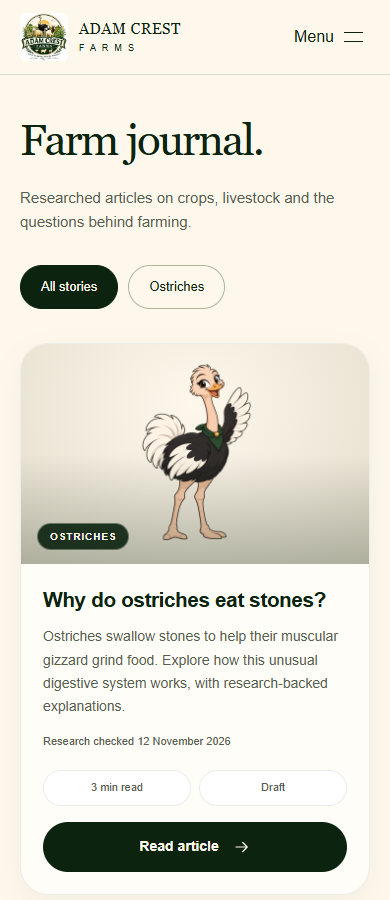 ADAM CREST
FARMS
ADAM CREST
FARMS
Menu
Farm journal.
Researched articles on crops, livestock and the
questions behind farming.
All stories
Ostriches
OSTRICHES
Why do ostriches eat stones?
Ostriches swallow stones to help their muscular
gizzard grind food. Explore how this unusual
digestive system works, with research-backed
explanations.
Research checked 12 November 2026
3 min read
Draft
Read article →